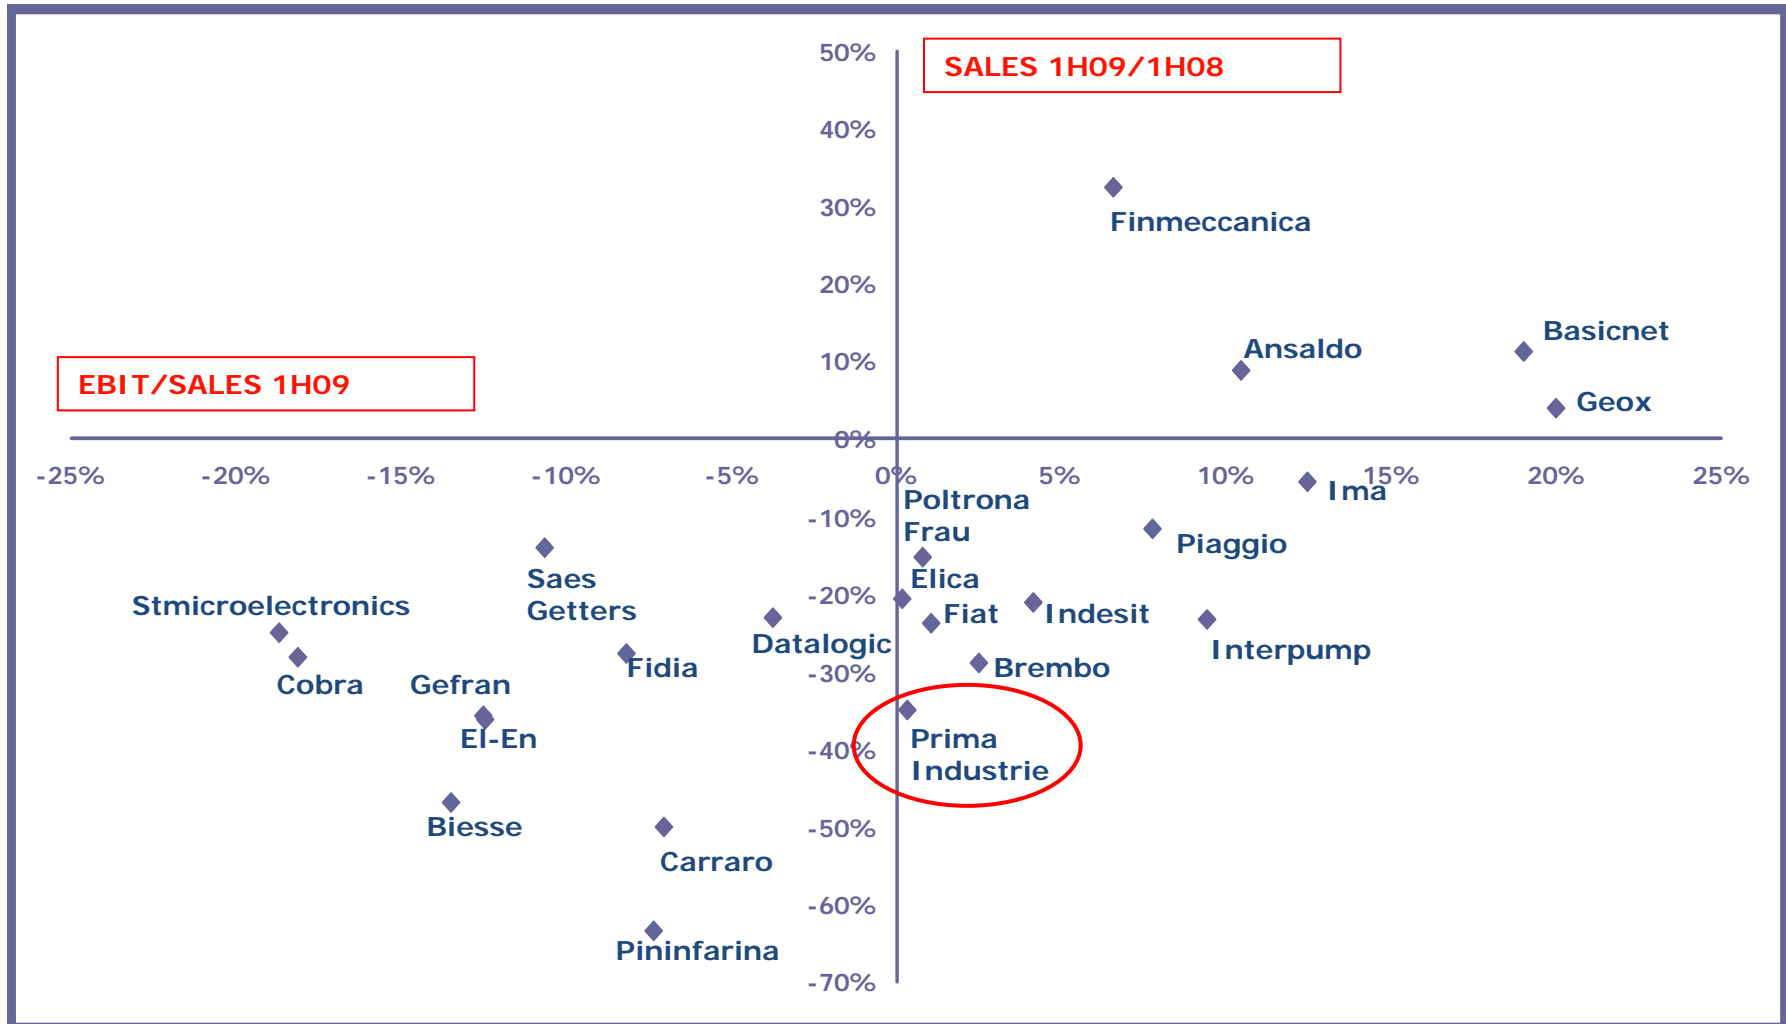 50%
SALES 1H09/1H08
40%
30%
Finmeccanica
20%
Basicnet
Ansaldo
10%
EBIT/SALES 1H09
Geox
0%
-25% -20% -15% -10% -5% 0% 5% 10% 15% 20% 25%
Ima
Poltrona
Frau
-10%
Piaggio
Saes
Getters
Elica
-20%
Stmicroelectronics
Fiat
Indesit
Datalogic
Interpump
Fidia
Brembo
-30%
Cobra
Gefran
El-En
Prima
Industrie
-40%
Biesse
-50%
Carraro
-60%
Pininfarina
-70%